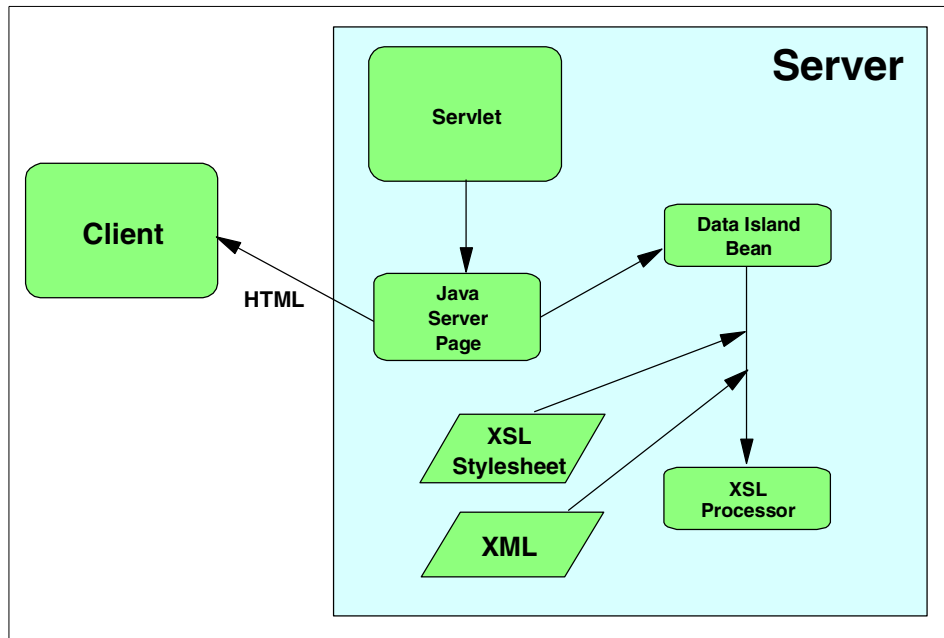 Server
Servlet
Client
Data Island
Bean
HTML
Java
Server
Page
XSL
Stylesheet
XSL
Processor
XML